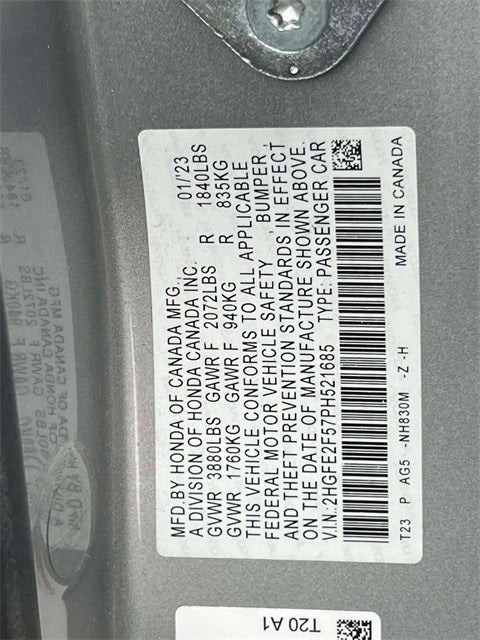 MFD.BY HONDA OF CANADA MFG., 01/23
A DIVISION OF HONDA CANADA INC.
GVWR 3880LBS GAWR F 2072LBS R 1840LBS
GVWR 1760KG GAWR F 940KG R 835KG
THIS VEHICLE CONFORMS TO ALL APPLICABLE
FEDERAL MOTOR VEHICLE SAFETY, BUMPER,
AND THEFT PREVENTION STANDARDS IN EFFECT
ON THE DATE OF MANUFACTURE SHOWN ABOVE.
V.I.N:2HGFE2F57PH521685 TYPE: PASSENGER CAR
T23 P AG5 -NH830M -Z -H MADE IN CANADA
T20 A1